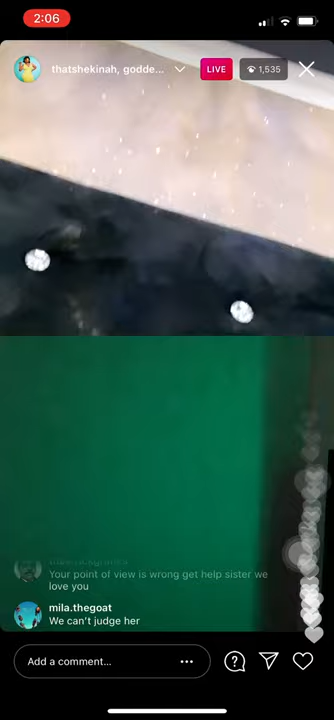 2:06
thatshekinah, godde...
LIVE
1,535
Your point of view is wrong get help sister we
love you
mila.thegoat
We can't judge her
Add a comment...